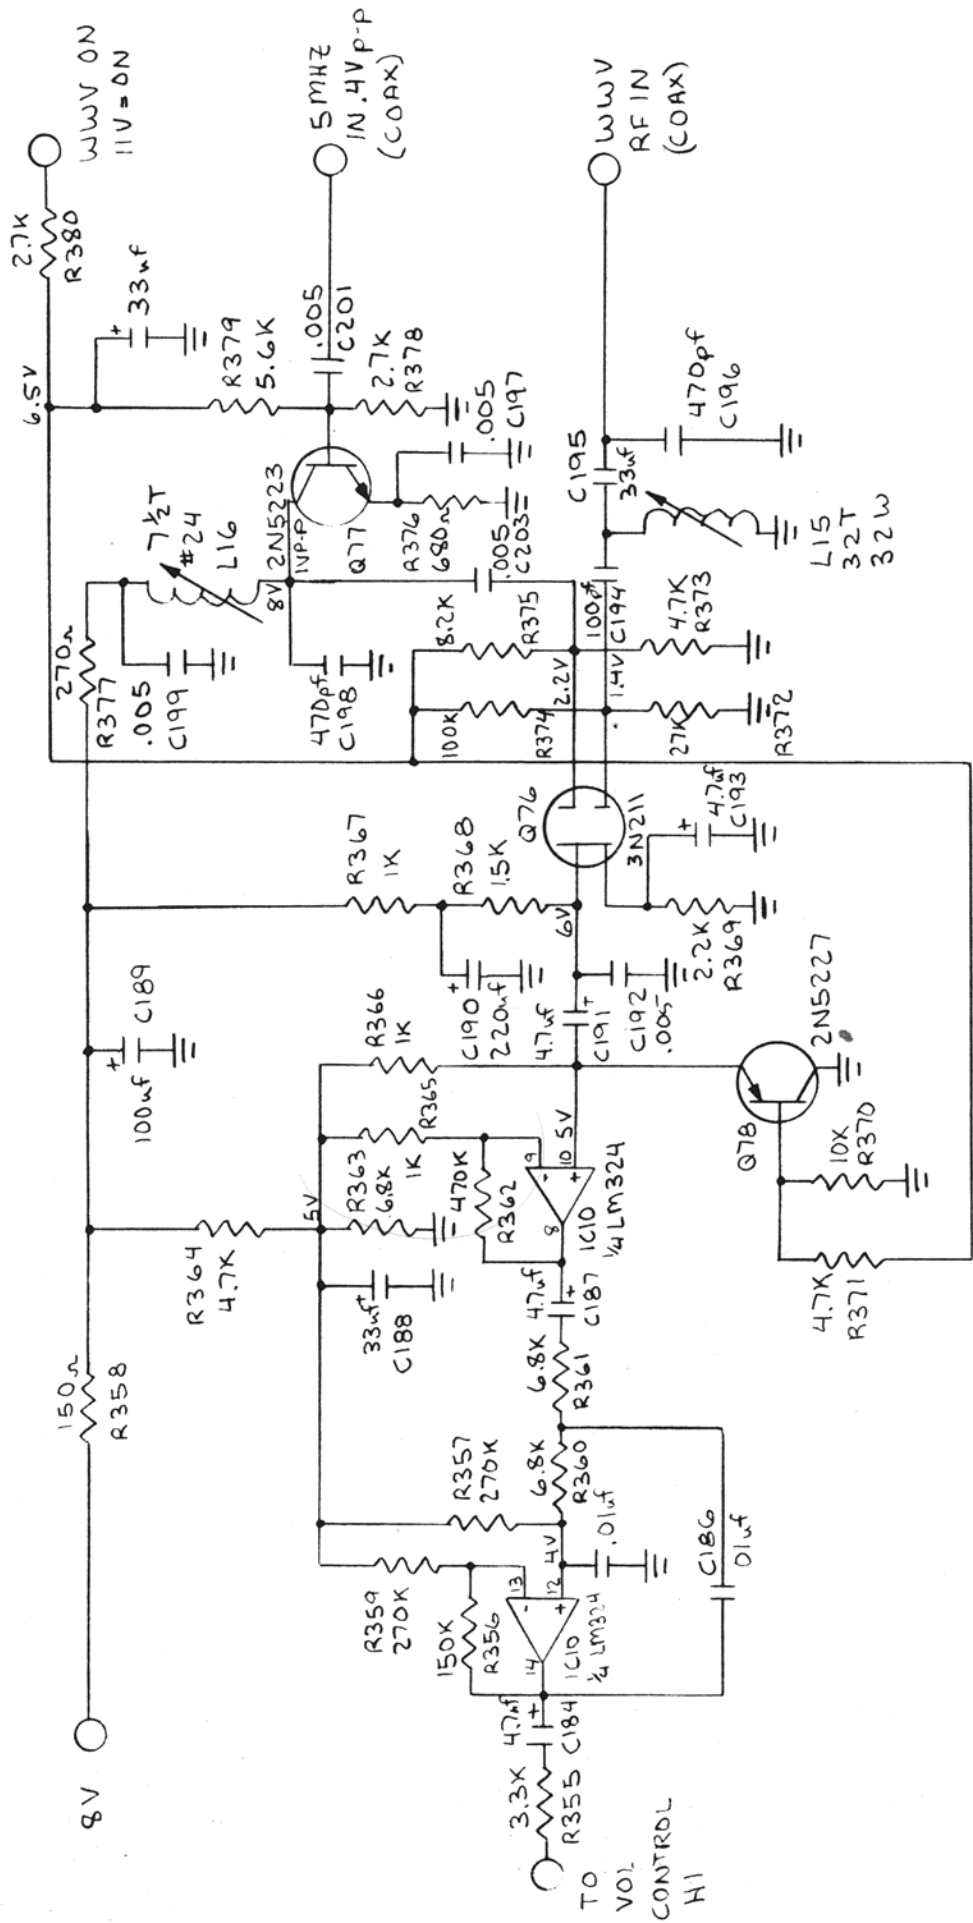 8V
150Ω
R358
R364
4.7K
100uf
C189
+
R377
270Ω
.005
C199
7½T
#24
L16
8V
1VP-P
2N5223
Q77
470pf
C198
6.5V
2.7K
R380
WWV ON
11V = ON
+
33uf
R379
5.6K
.005
C201
5MHZ
IN .4Vp-p
(COAX)
2.7K
R378
.005
C197
R376
680Ω
.005
C203
8.2K
R375
100K
R374
2.2V
1.4V
100pf
C194
4.7K
R373
27K
R372
C195
33uf
470pf
C196
WWV
RF IN
(COAX)
L15
32T
32W
R367
1K
R368
1.5K
6V
Q76
3N211
+
4.7uf
C193
2.2K
R369
+
C190
220uf
4.7uf
+
C191
C192
.005
R366
1K
R365
1K
5V
R363
6.8K
470K
R362
9
10
8
-
+
5V
IC10
¼ LM324
33uf
+
C188
4.7uf
+
C187
6.8K
R361
6.8K
R360
R357
270K
R359
270K
150K
R356
4V
.01uf
13
12
14
-
+
IC10
¼ LM324
C186
.01uf
4.7uf
+
C184
3.3K
R355
TO
VOL
CONTROL
HI
Q78
2N5227
10K
R370
4.7K
R371